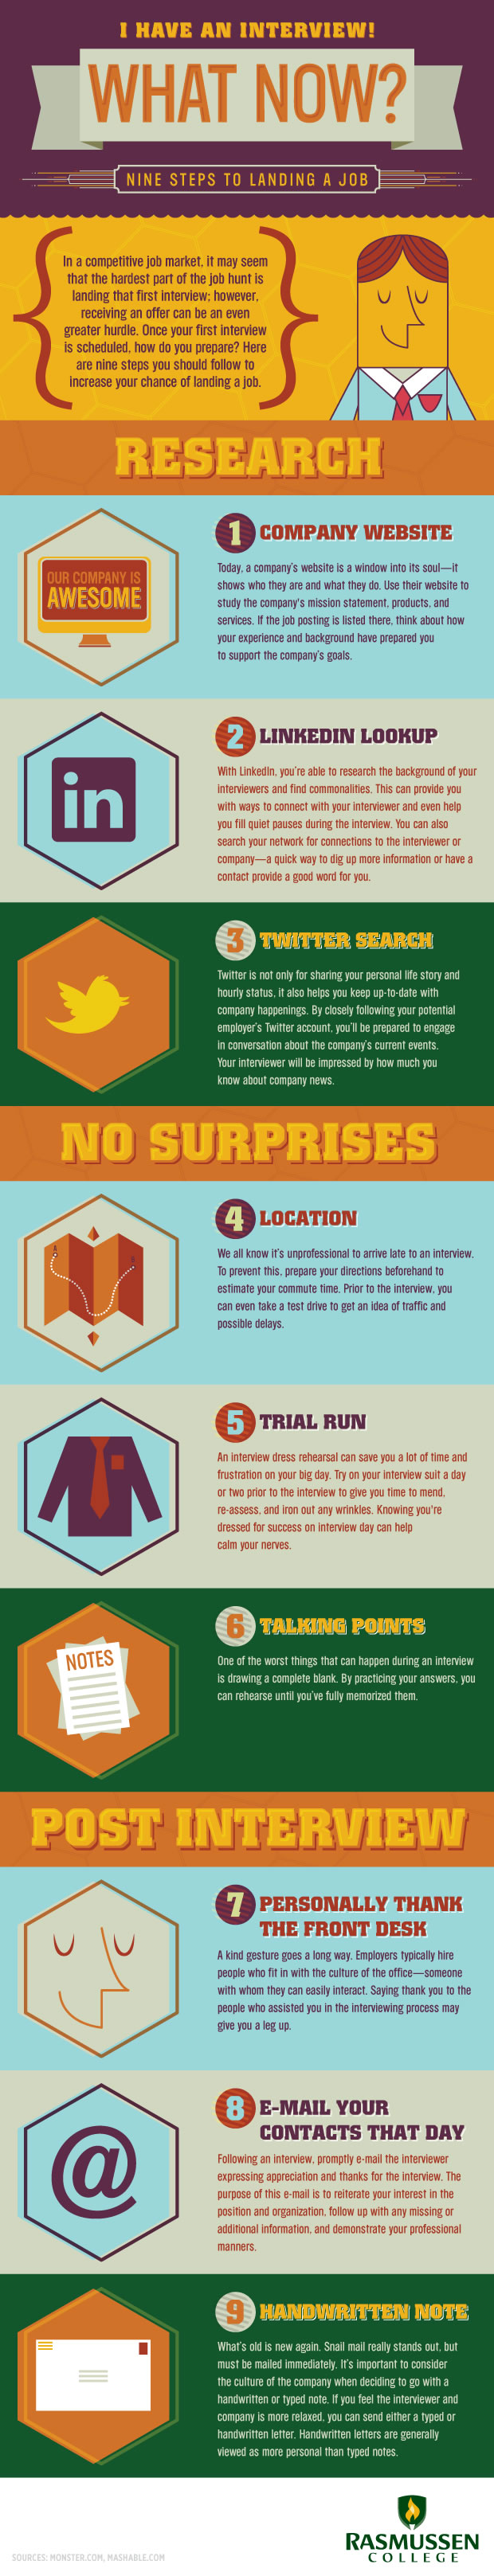 I HAVE AN INTERVIEW!
WHAT NOW?
NINE STEPS TO LANDING A JOB
In a competitive job market, it may seem
that the hardest part of the job hunt is
landing that first interview; however,
receiving an offer can be an even
greater hurdle. Once your first interview
is scheduled, how do you prepare? Here
are nine steps you should follow to
increase your chance of landing a job.
RESEARCH
OUR COMPANY IS
AWESOME
1 COMPANY WEBSITE
Today, a company's website is a window into its soul—it
shows who they are and what they do. Use their website to
study the company's mission statement, products, and
services. If the job posting is listed there, think about how
your experience and background have prepared you
to support the company's goals.
in
2 LINKEDIN LOOKUP
With LinkedIn, you're able to research the background of your
interviewers and find commonalities. This can provide you
with ways to connect with your interviewer and even help
you fill quiet pauses during the interview. You can also
search your network for connections to the interviewer or
company—a quick way to dig up more information or have a
contact provide a good word for you.
3 TWITTER SEARCH
Twitter is not only for sharing your personal life story and
hourly status, it also helps you keep up-to-date with
company happenings. By closely following your potential
employer's Twitter account, you'll be prepared to engage
in conversation about the company's current events.
Your interviewer will be impressed by how much you
know about company news.
NO SURPRISES
4 LOCATION
We all know it's unprofessional to arrive late to an interview.
To prevent this, prepare your directions beforehand to
estimate your commute time. Prior to the interview, you
can even take a test drive to get an idea of traffic and
possible delays.
5 TRIAL RUN
An interview dress rehearsal can save you a lot of time and
frustration on your big day. Try on your interview suit a day
or two prior to the interview to give you time to mend,
re-assess, and iron out any wrinkles. Knowing you're
dressed for success on interview day can help
calm your nerves.
NOTES
6 TALKING POINTS
One of the worst things that can happen during an interview
is drawing a complete blank. By practicing your answers, you
can rehearse until you've fully memorized them.
POST INTERVIEW
7 PERSONALLY THANK
THE FRONT DESK
A kind gesture goes a long way. Employers typically hire
people who fit in with the culture of the office—someone
with whom they can easily interact. Saying thank you to the
people who assisted you in the interviewing process may
give you a leg up.
@
8 E-MAIL YOUR
CONTACTS THAT DAY
Following an interview, promptly e-mail the interviewer
expressing appreciation and thanks for the interview. The
purpose of this e-mail is to reiterate your interest in the
position and organization, follow up with any missing or
additional information, and demonstrate your professional
manners.
9 HANDWRITTEN NOTE
What's old is new again. Snail mail really stands out, but
must be mailed immediately. It's important to consider
the culture of the company when deciding to go with a
handwritten or typed note. If you feel the interviewer and
company is more relaxed, you can send either a typed or
handwritten letter. Handwritten letters are generally
viewed as more personal than typed notes.
SOURCES: MONSTER.COM, MASHABLE.COM
RASMUSSEN
COLLEGE